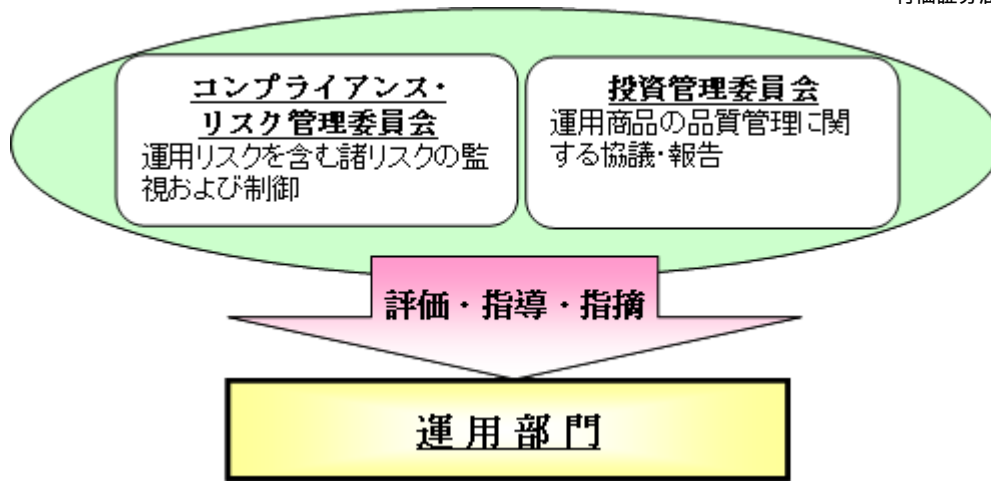 コンプライアンス・
リスク管理委員会
運用リスクを含む諸リスクの監
視および制御
投資管理委員会
運用商品の品質管理に関
する協議・報告
評価・指導・指摘
運用部門